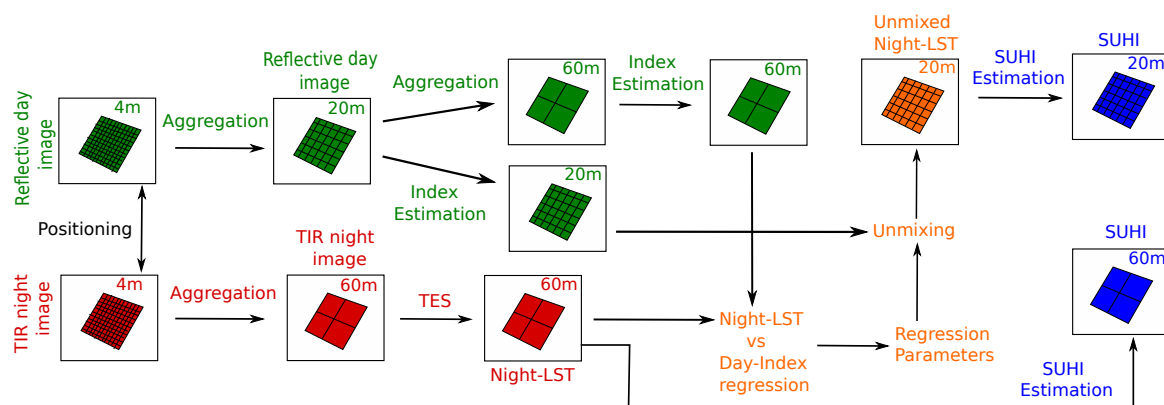 Reflective day
image
4m
Aggregation
Reflective day
image
20m
Aggregation
60m
Index
Estimation
60m
Index
Estimation
20m
Unmixed
Night-LST
20m
SUHI
Estimation
SUHI
20m
Positioning
Unmixing
TIR night
image
4m
Aggregation
TIR night
image
60m
TES
60m
Night-LST
Night-LST
vs
Day-Index
regression
Regression
Parameters
SUHI
60m
SUHI
Estimation